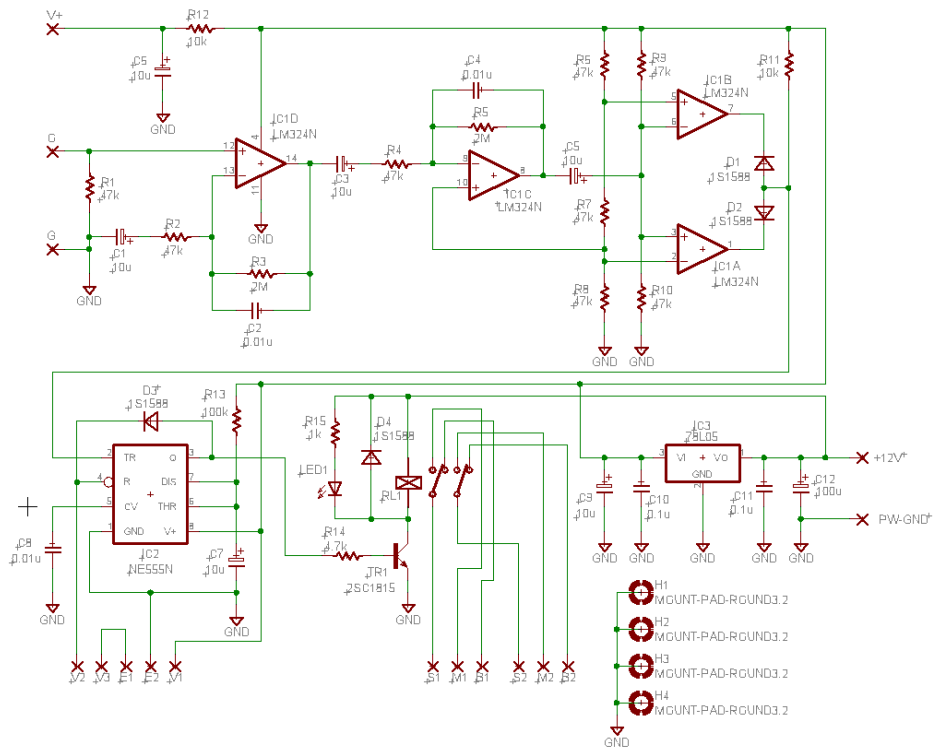 V+
R12
10k
C5
10u
GND
O
R1
47k
G
GND
C1
10u
R2
47k
IC1D
LM324N
12
13
14
4
11
GND
R3
2M
C2
0.01u
C3
10u
R4
47k
C4
0.01u
R5
2M
9
10
8
IC1C
LM324N
C5
10u
47k
R9
47k
R7
47k
47k
R10
47k
GND
GND
IC1B
LM324N
5
6
7
IC1A
LM324N
3
2
1
D1
1S1588
D2
1S1588
R11
10k
D3
1S1588
R13
100k
2
4
5
1
TR
R
CV
GND
O
DIS
THR
V+
3
7
6
8
IC2
NE555N
0.01u
GND
C7
10u
GND
V2
V3
E1
E2
V1
R15
1k
LED1
D4
1S1588
RL1
R14
4.7k
TR1
2SC1815
GND
S1
M1
B1
S2
M2
B2
IC3
78L05
VI
VO
GND
3
1
2
C9
10u
C10
0.1u
C11
0.1u
C12
100u
GND
GND
GND
GND
GND
+12V
PW-GND
H1
MOUNT-PAD-ROUND3.2
H2
MOUNT-PAD-ROUND3.2
H3
MOUNT-PAD-ROUND3.2
H4
MOUNT-PAD-ROUND3.2
GND